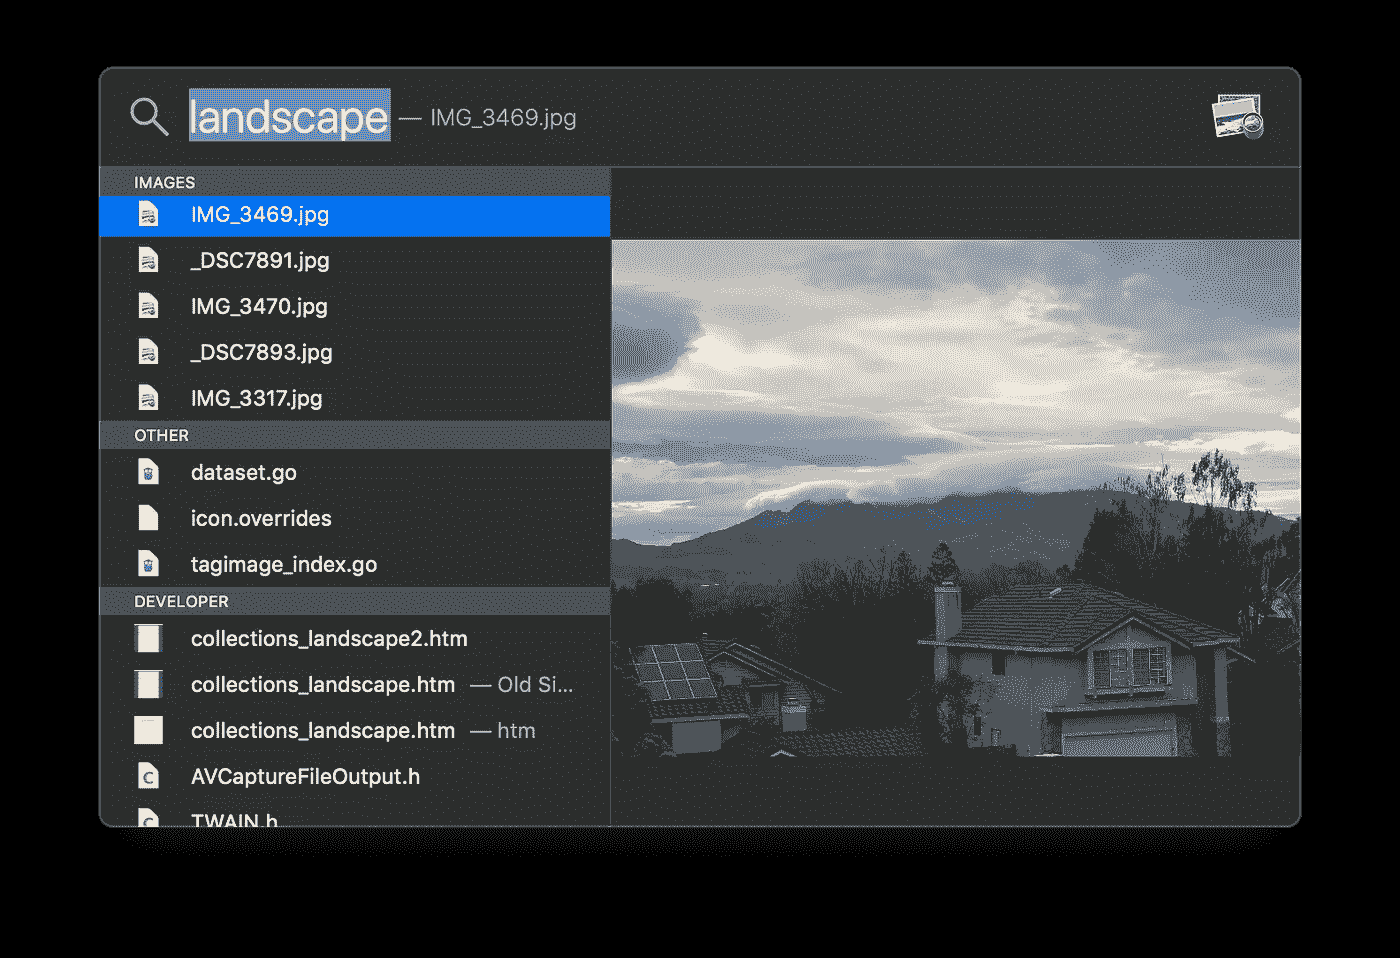 landscape — IMG_3469.jpg
IMAGES
IMG_3469.jpg
_DSC7891.jpg
IMG_3470.jpg
_DSC7893.jpg
IMG_3317.jpg
OTHER
dataset.go
icon.overrides
tagimage_index.go
DEVELOPER
collections_landscape2.htm
collections_landscape.htm — Old Si...
collections_landscape.htm — htm
C AVCaptureFileOutput.h
C TWAIN.h